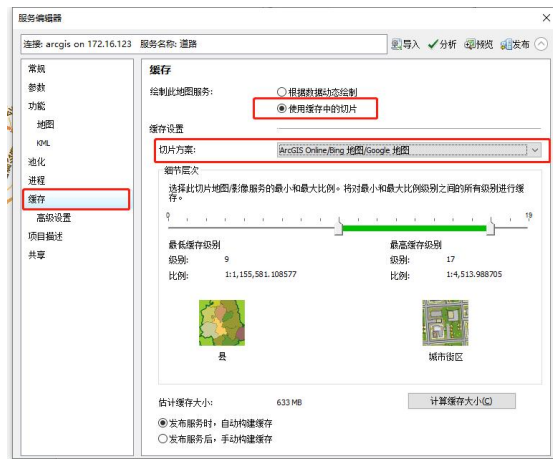 服务编辑器
连接: arcgis on 172.16.123 服务名称: 道路 导入 分析 预览 发布
常规
参数
功能
地图
KML
池化
进程
缓存
高级设置
项目描述
共享
缓存
绘制此地图服务: 根据数据动态绘制
使用缓存中的切片
缓存设置
切片方案: ArcGIS Online/Bing 地图/Google 地图
细节层次
选择此切片地图/影像服务的最小和最大比例。将对最小和最大比例级别之间的所有级别进行缓
存。
0 19
最低缓存级别 最高缓存级别
级别: 9 级别: 17
比例: 1:1,155,581.108577 比例: 1:4,513.988705
县 城市街区
估计缓存大小: 633 MB 计算缓存大小(C)
发布服务时，自动构建缓存
发布服务后，手动构建缓存